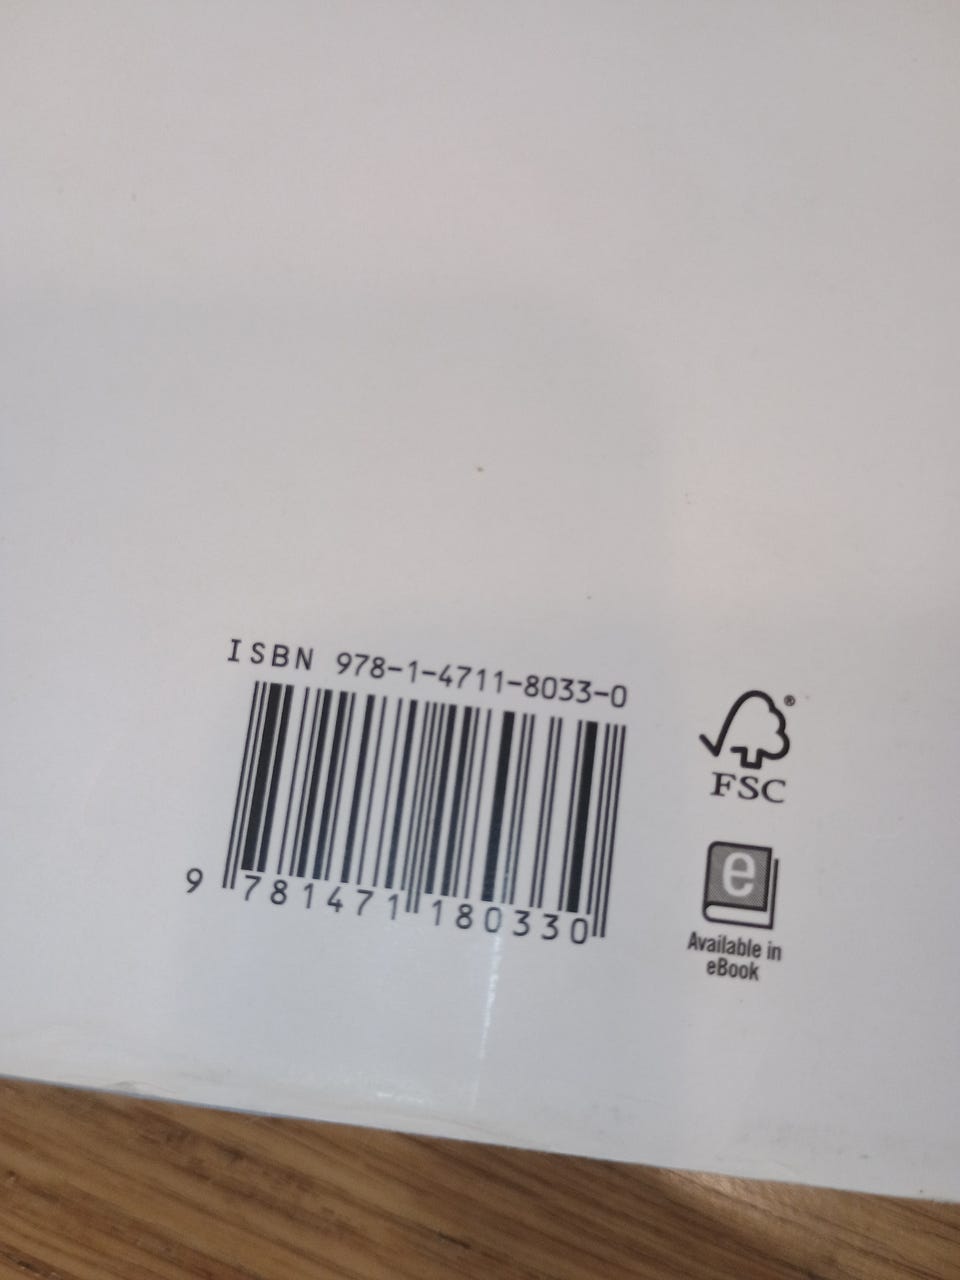 ISBN 978-1-4711-8033-0
9 781471 180330
®
FSC
e
Available in
eBook